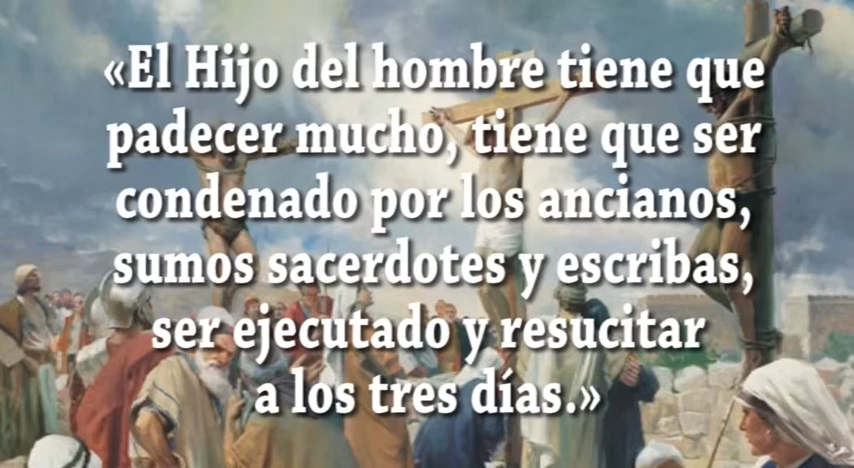 «El Hijo del hombre tiene que
padecer mucho, tiene que ser
condenado por los ancianos,
sumos sacerdotes y escribas,
ser ejecutado y resucitar
a los tres días.»